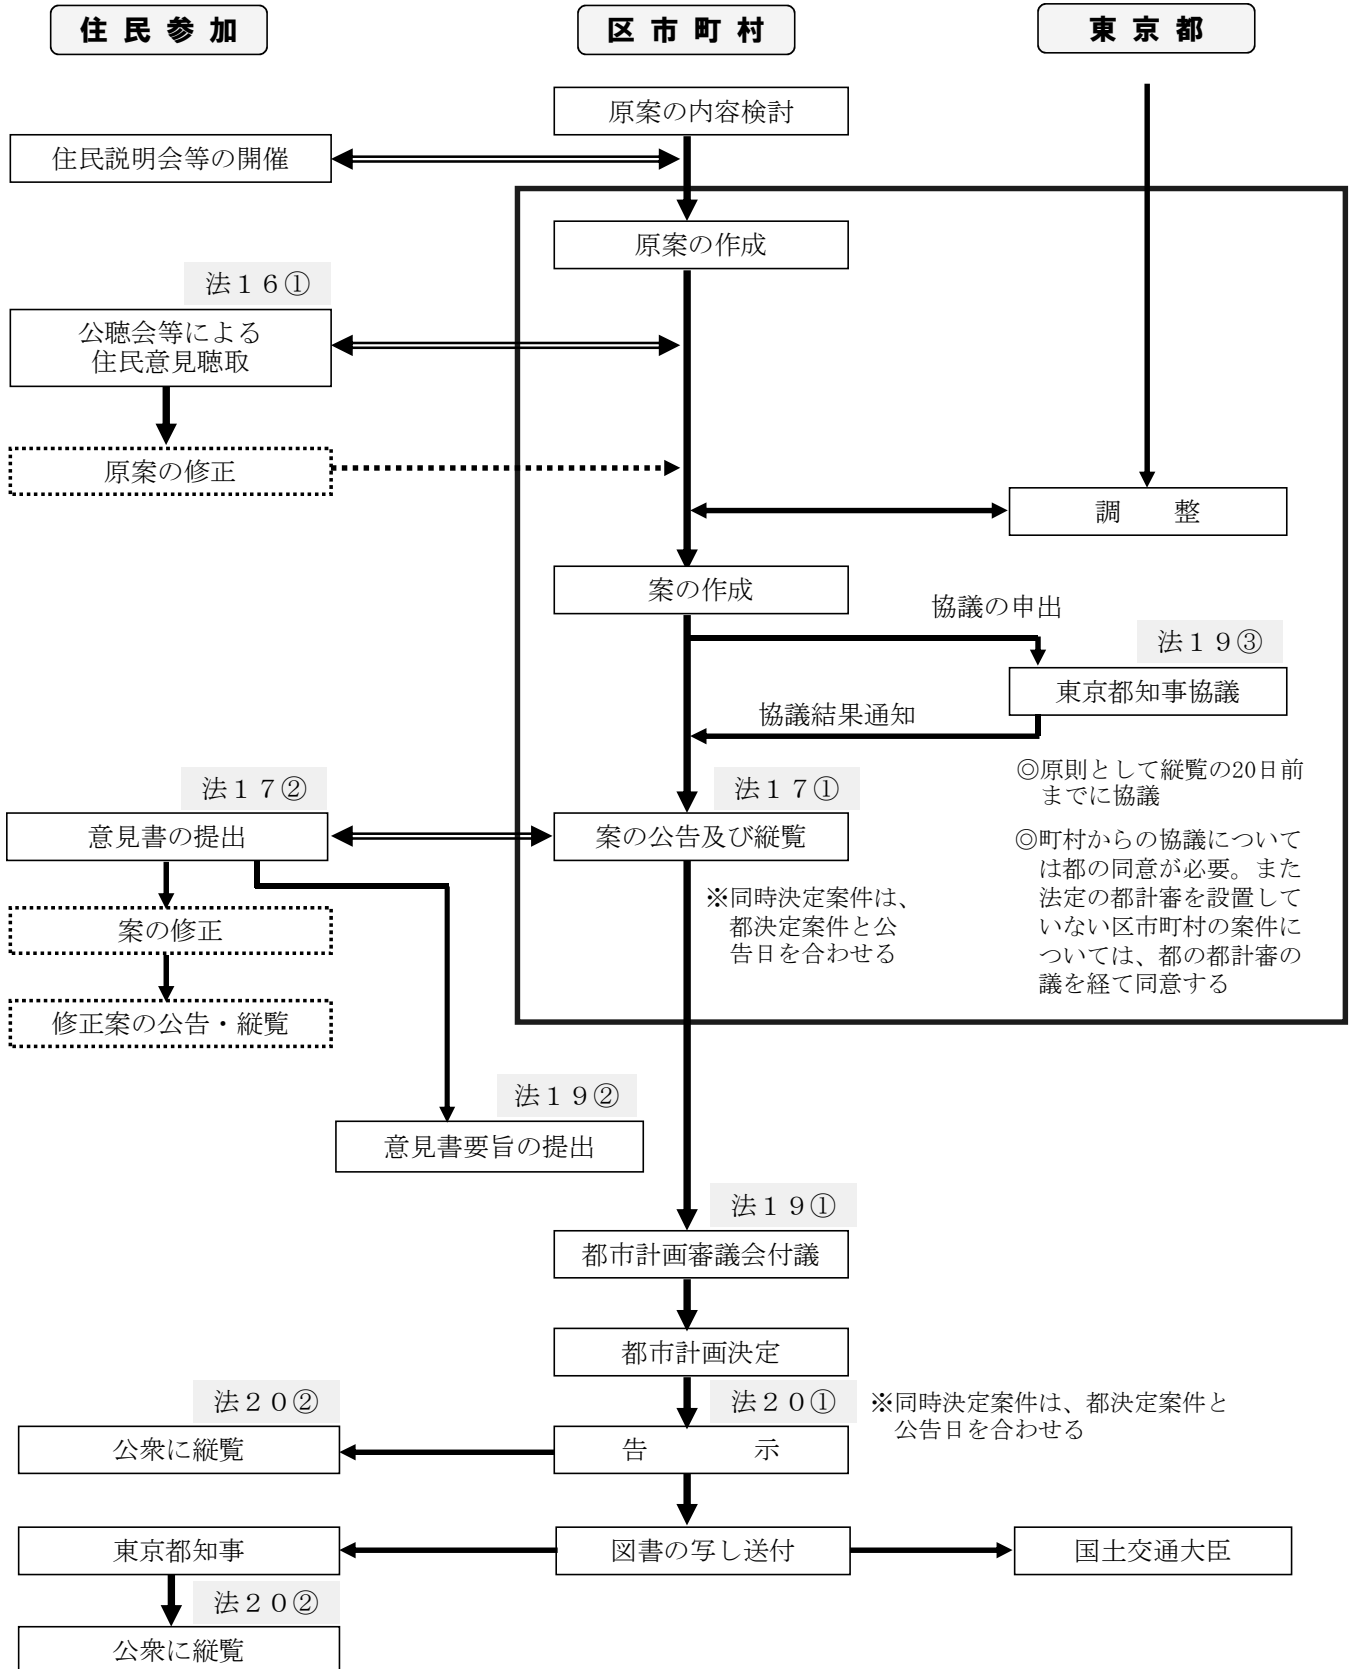 住 民 参 加
区 市 町 村
東 京 都
原案の内容検討
住民説明会等の開催
原案の作成
法１６①
公聴会等による
住民意見聴取
原案の修正
調　　整
案の作成
協議の申出
法１９③
東京都知事協議
協議結果通知
◎原則として縦覧の20日前
までに協議
法１７②
法１７①
意見書の提出
案の公告及び縦覧
◎町村からの協議について
は都の同意が必要。また
法定の都計審を設置して
いない区市町村の案件に
ついては、都の都計審の
議を経て同意する
※同時決定案件は、
都決定案件と公
告日を合わせる
案の修正
修正案の公告・縦覧
法１９②
意見書要旨の提出
法１９①
都市計画審議会付議
都市計画決定
法２０②
法２０①
※同時決定案件は、都決定案件と
公告日を合わせる
公衆に縦覧
告　　　　示
東京都知事
図書の写し送付
国土交通大臣
法２０②
公衆に縦覧